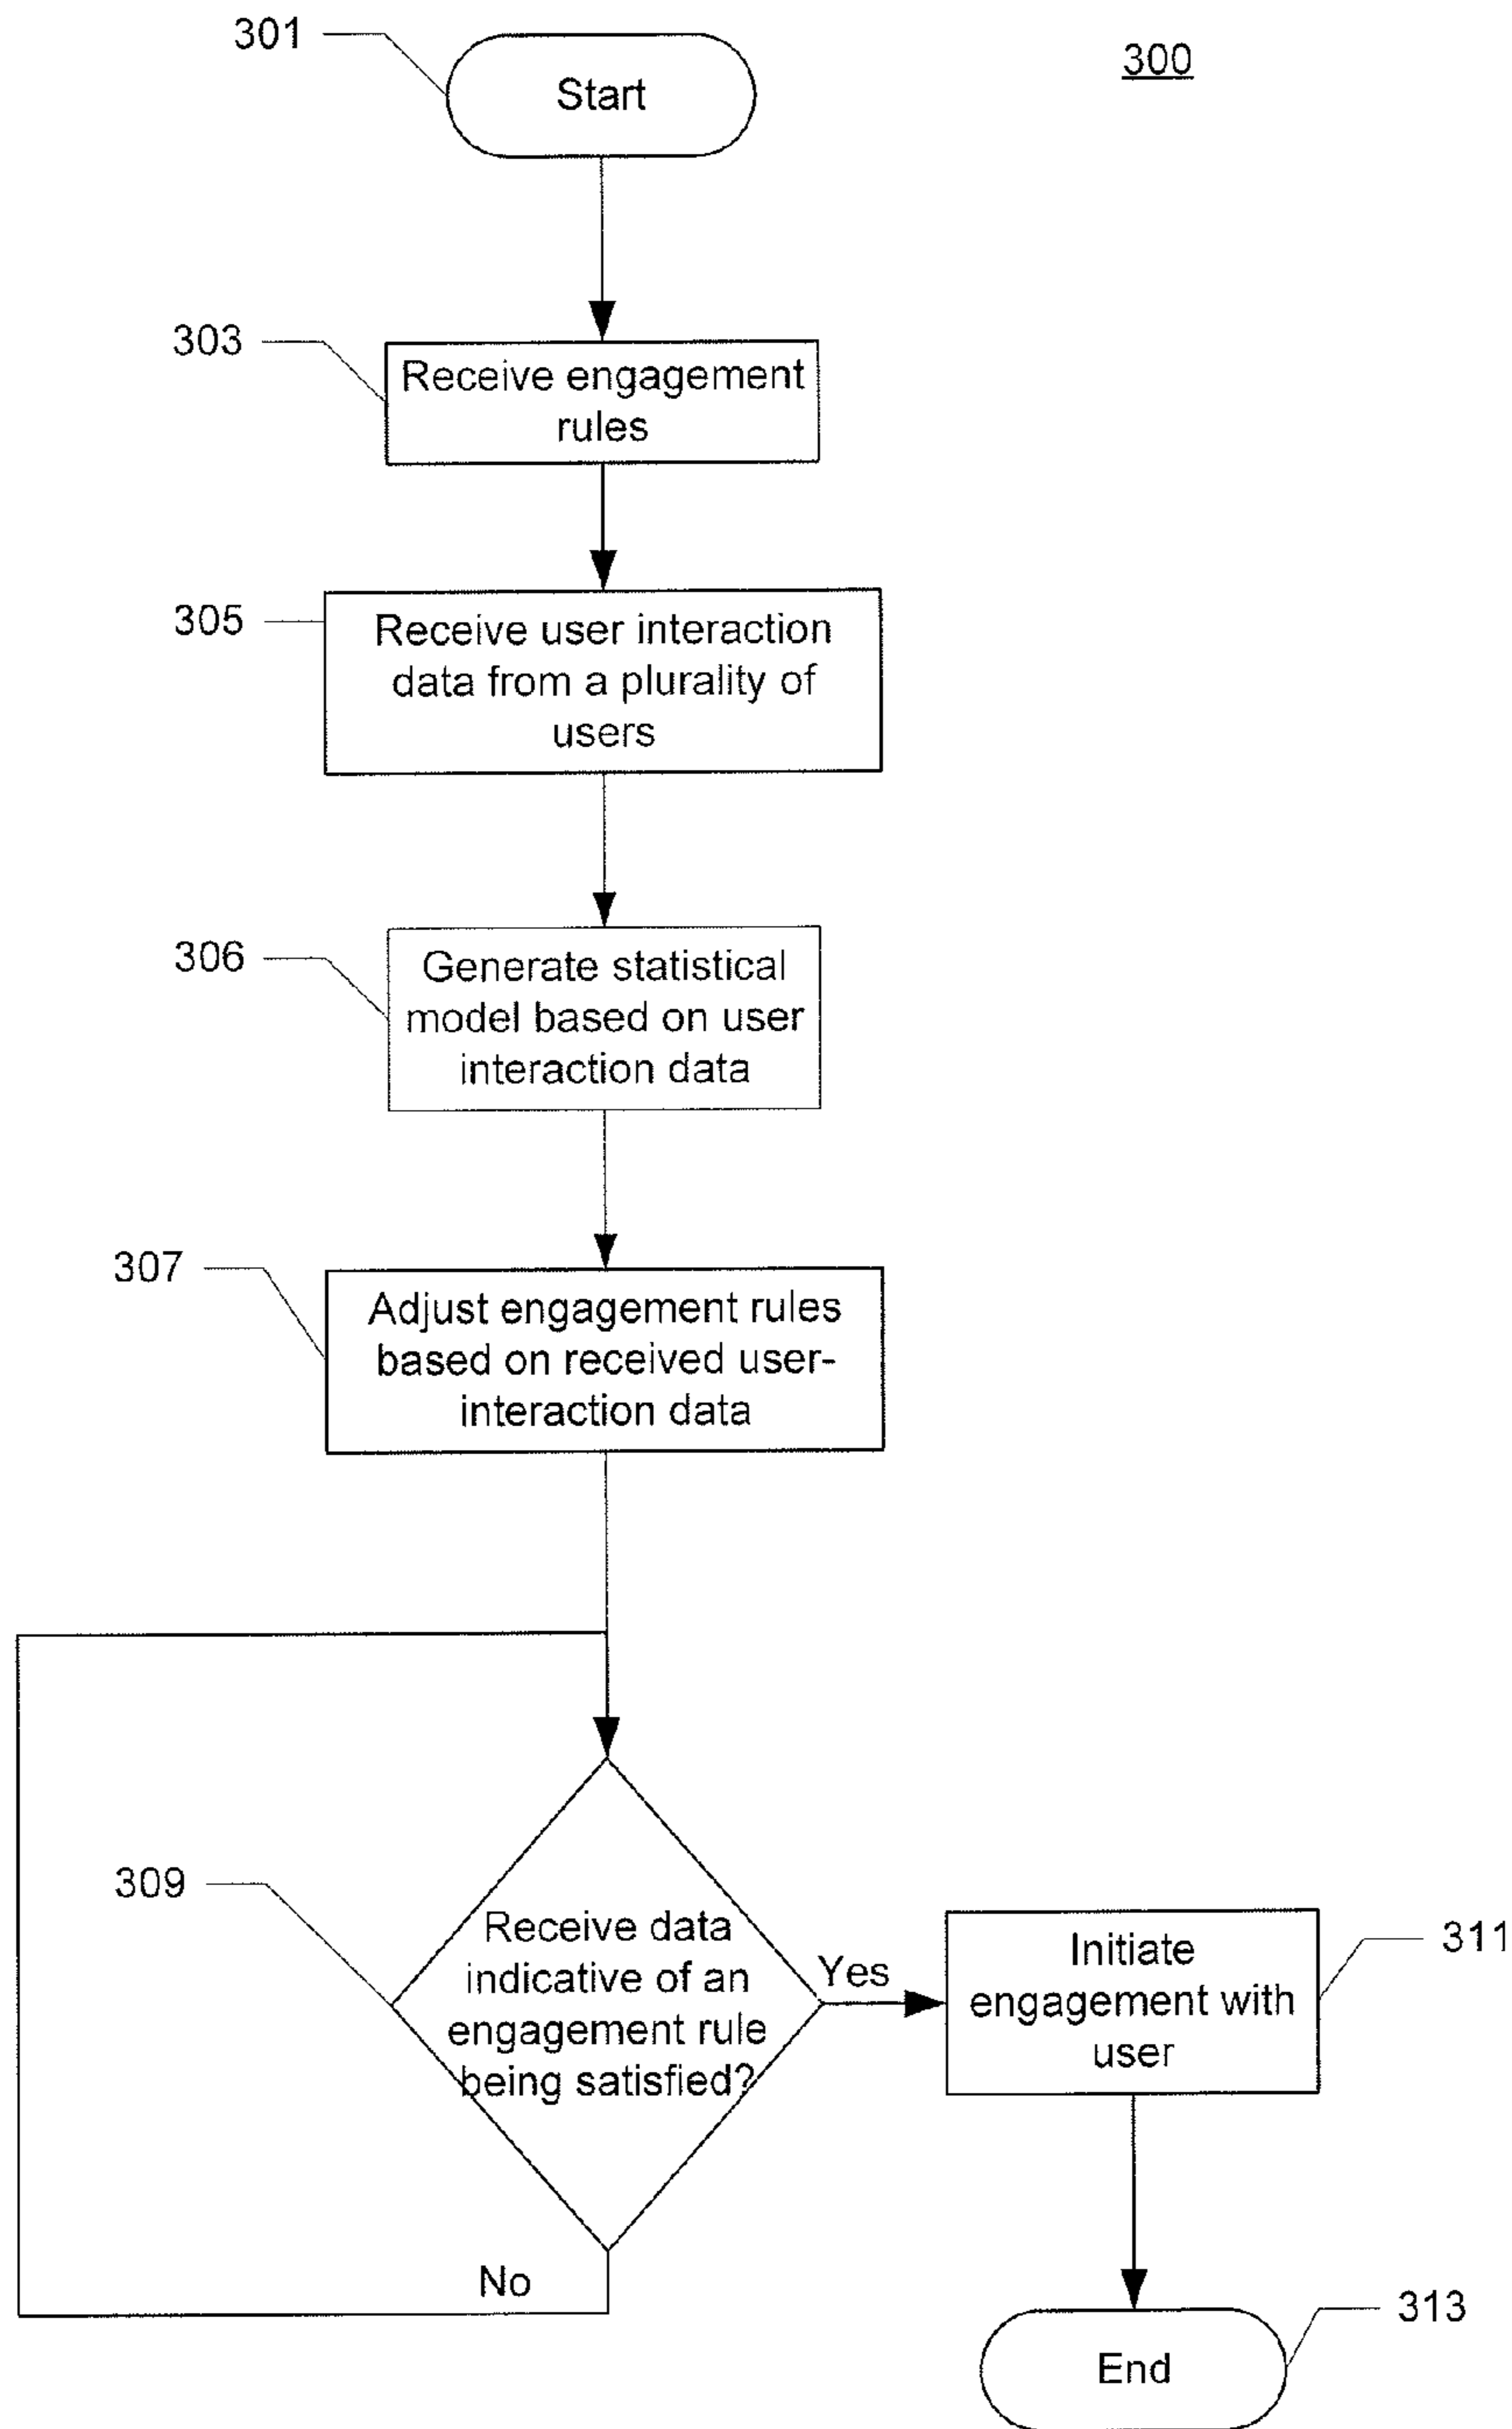 301
Start
300
303
Receive engagement
rules
305
Receive user interaction
data from a plurality of
users
306
Generate statistical
model based on user
interaction data
307
Adjust engagement rules
based on received user-
interaction data
309
Receive data
indicative of an
engagement rule
being satisfied?
Yes
Initiate
engagement with
user
311
No
313
End